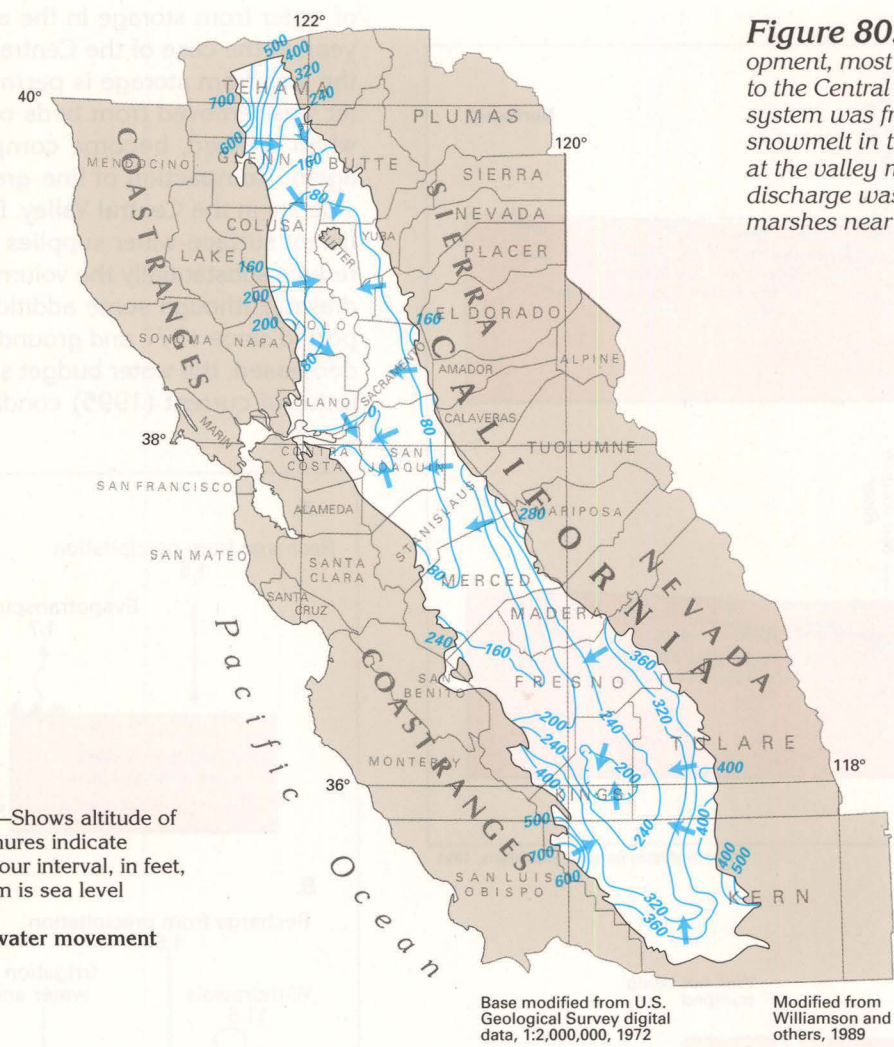 Figure 80.
opment, most
to the Central
system was fr
snowmelt in t
at the valley m
discharge was
marshes near
122°
40°
120°
38°
36°
118°
500
400
320
240
700
600
160
80
160
200
200
80
0
160
80
280
80
240
160
360
320
200
240
240
400
200
240
400
400
500
700
600
400
500
320
360
TEHAMA
PLUMAS
MENDOCINO
GLENN
BUTTE
SIERRA
NEVADA
COLUSA
YUBA
SUTTER
PLACER
LAKE
EL DORADO
SONOMA
NAPA
YOLO
ALPINE
AMADOR
SACRAMENTO
SOLANO
CALAVERAS
MARIN
TUOLUMNE
CONTRA
COSTA
SAN
JOAQUIN
SAN FRANCISCO
ALAMEDA
STANISLAUS
MARIPOSA
SAN MATEO
SANTA
CLARA
MERCED
SANTA
CRUZ
MADERA
FRESNO
SAN
BENITO
TULARE
MONTEREY
KINGS
SAN LUIS
OBISPO
KERN
COAST RANGES
SIERRA NEVADA
CALIFORNIA
COAST RANGES
Pacific Ocean
—Shows altitude of
nures indicate
our interval, in feet,
m is sea level
water movement
Base modified from U.S.
Geological Survey digital
data, 1:2,000,000, 1972
Modified from
Williamson and
others, 1989